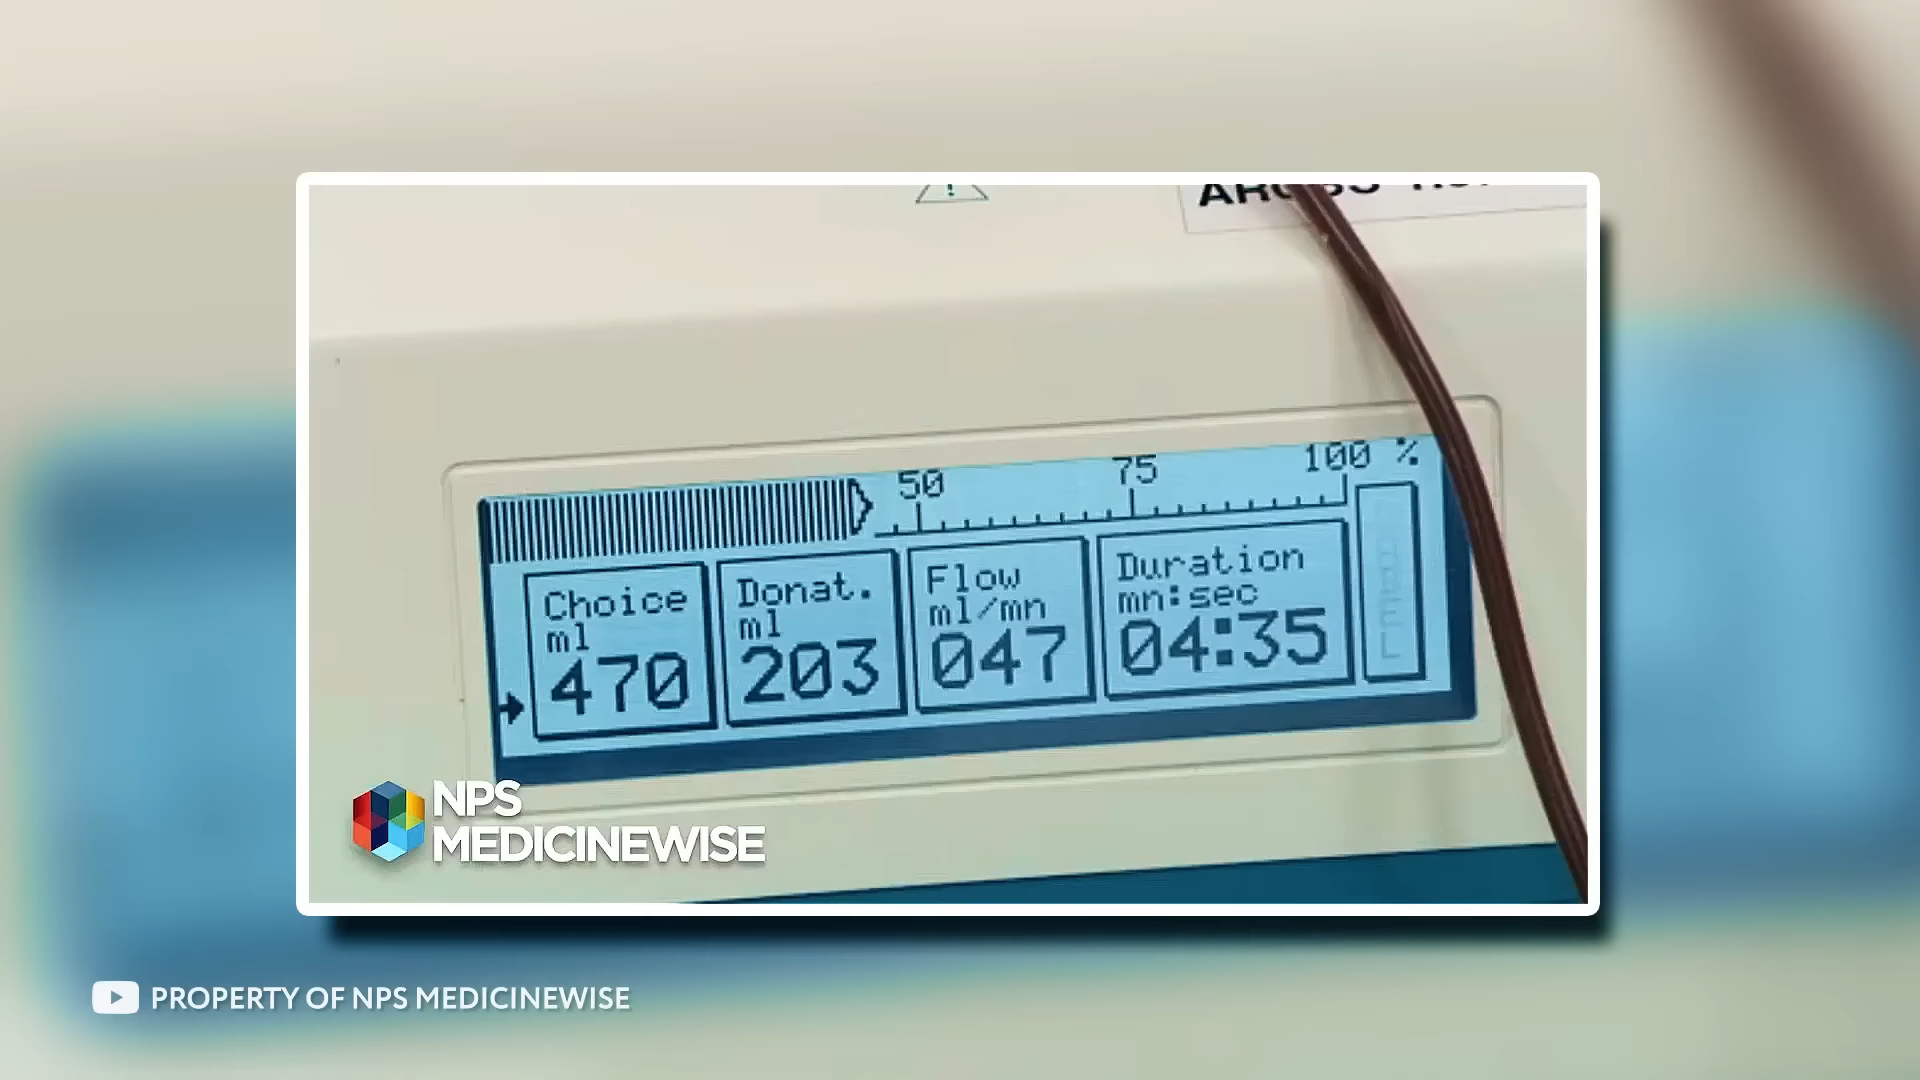 !
50
75
100 %
Choice
ml
470
Donat.
ml
203
Flow
ml/mn
047
Duration
mn:sec
04:35
NPS
MEDICINEWISE
PROPERTY OF NPS MEDICINEWISE